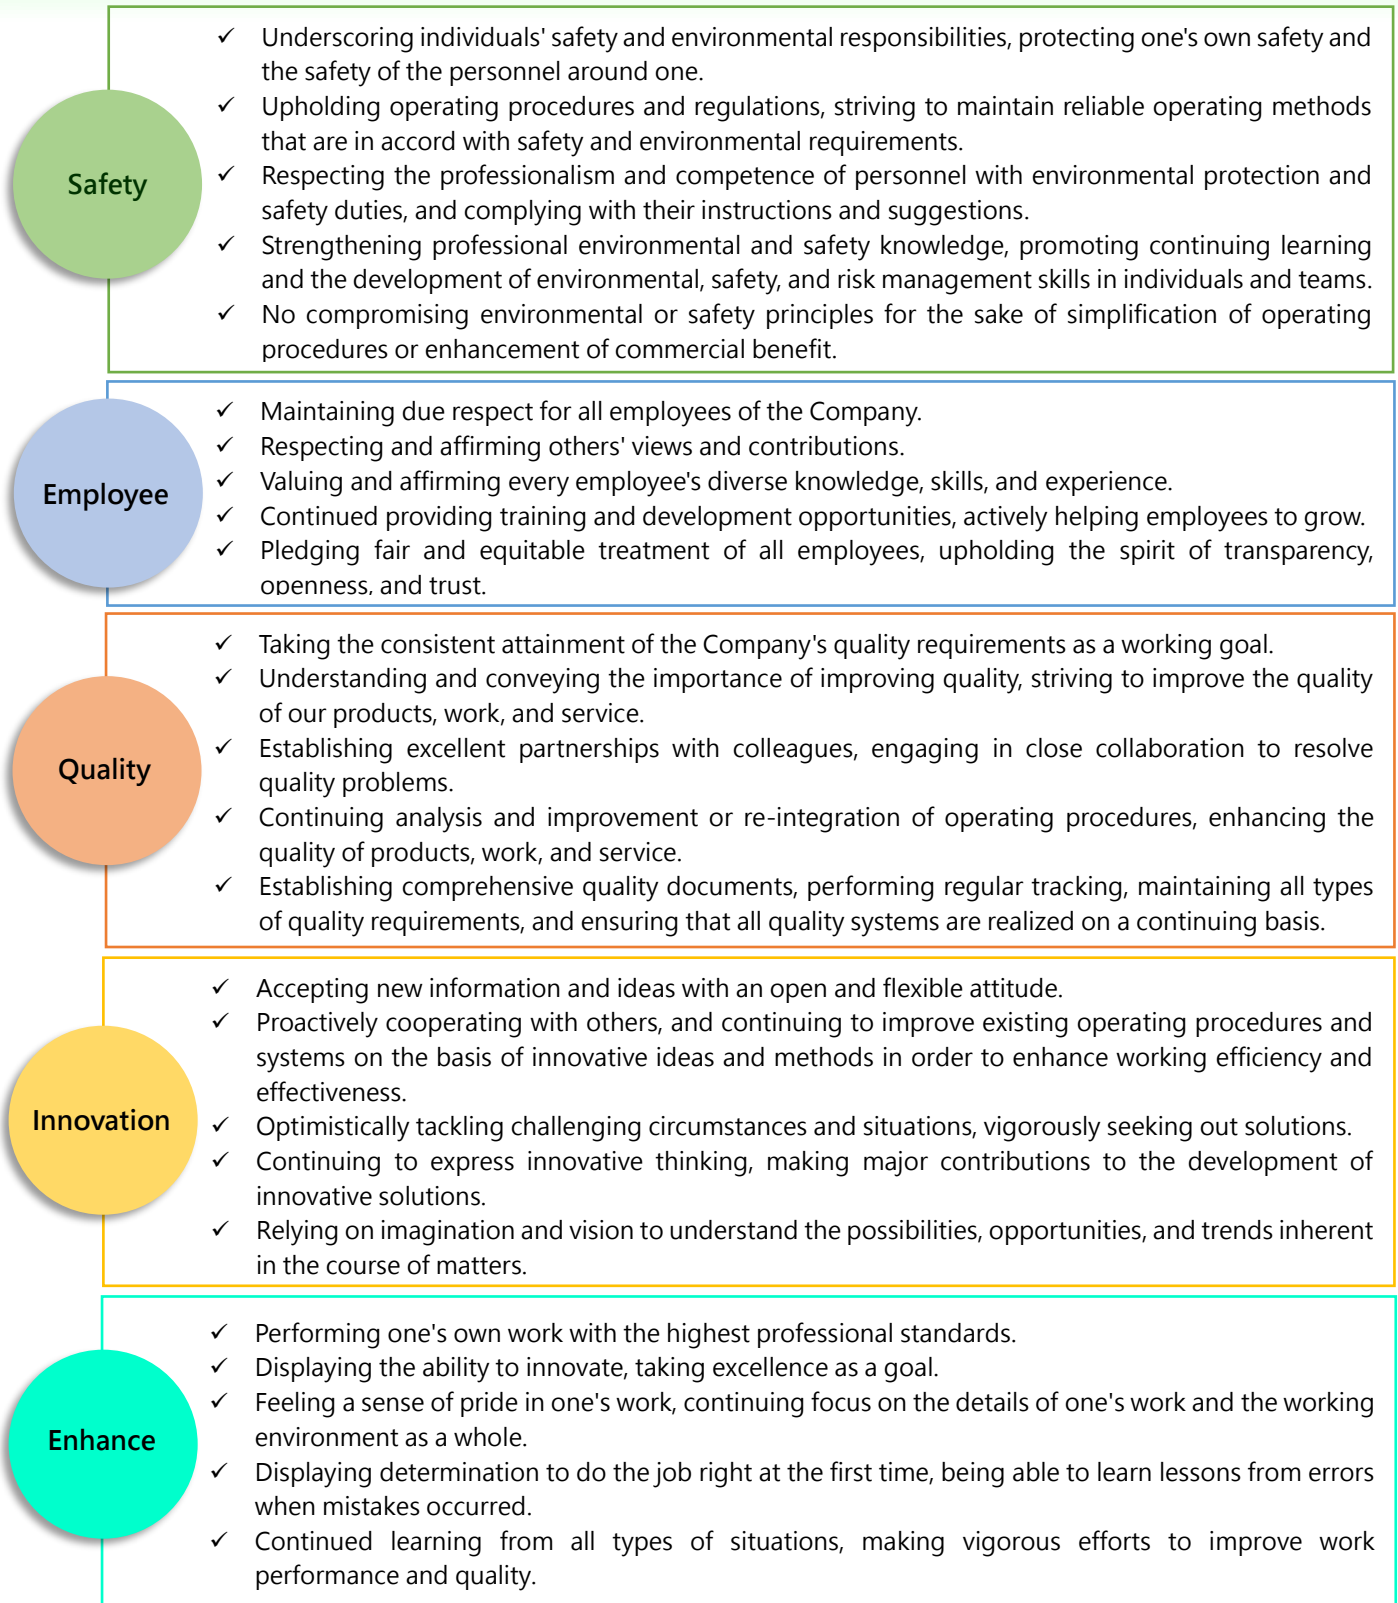 Safety
✓ Underscoring individuals' safety and environmental responsibilities, protecting one's own safety and
the safety of the personnel around one.
✓ Upholding operating procedures and regulations, striving to maintain reliable operating methods
that are in accord with safety and environmental requirements.
✓ Respecting the professionalism and competence of personnel with environmental protection and
safety duties, and complying with their instructions and suggestions.
✓ Strengthening professional environmental and safety knowledge, promoting continuing learning
and the development of environmental, safety, and risk management skills in individuals and teams.
✓ No compromising environmental or safety principles for the sake of simplification of operating
procedures or enhancement of commercial benefit.
Employee
✓ Maintaining due respect for all employees of the Company.
✓ Respecting and affirming others' views and contributions.
✓ Valuing and affirming every employee's diverse knowledge, skills, and experience.
✓ Continued providing training and development opportunities, actively helping employees to grow.
✓ Pledging fair and equitable treatment of all employees, upholding the spirit of transparency,
openness, and trust.
Quality
✓ Taking the consistent attainment of the Company's quality requirements as a working goal.
✓ Understanding and conveying the importance of improving quality, striving to improve the quality
of our products, work, and service.
✓ Establishing excellent partnerships with colleagues, engaging in close collaboration to resolve
quality problems.
✓ Continuing analysis and improvement or re-integration of operating procedures, enhancing the
quality of products, work, and service.
✓ Establishing comprehensive quality documents, performing regular tracking, maintaining all types
of quality requirements, and ensuring that all quality systems are realized on a continuing basis.
Innovation
✓ Accepting new information and ideas with an open and flexible attitude.
✓ Proactively cooperating with others, and continuing to improve existing operating procedures and
systems on the basis of innovative ideas and methods in order to enhance working efficiency and
effectiveness.
✓ Optimistically tackling challenging circumstances and situations, vigorously seeking out solutions.
✓ Continuing to express innovative thinking, making major contributions to the development of
innovative solutions.
✓ Relying on imagination and vision to understand the possibilities, opportunities, and trends inherent
in the course of matters.
Enhance
✓ Performing one's own work with the highest professional standards.
✓ Displaying the ability to innovate, taking excellence as a goal.
✓ Feeling a sense of pride in one's work, continuing focus on the details of one's work and the working
environment as a whole.
✓ Displaying determination to do the job right at the first time, being able to learn lessons from errors
when mistakes occurred.
✓ Continued learning from all types of situations, making vigorous efforts to improve work
performance and quality.